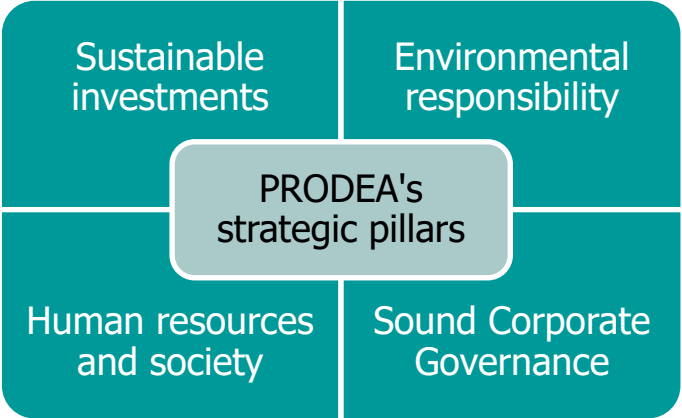 Sustainable
investments
Environmental
responsibility
PRODEA's
strategic pillars
Human resources
and society
Sound Corporate
Governance